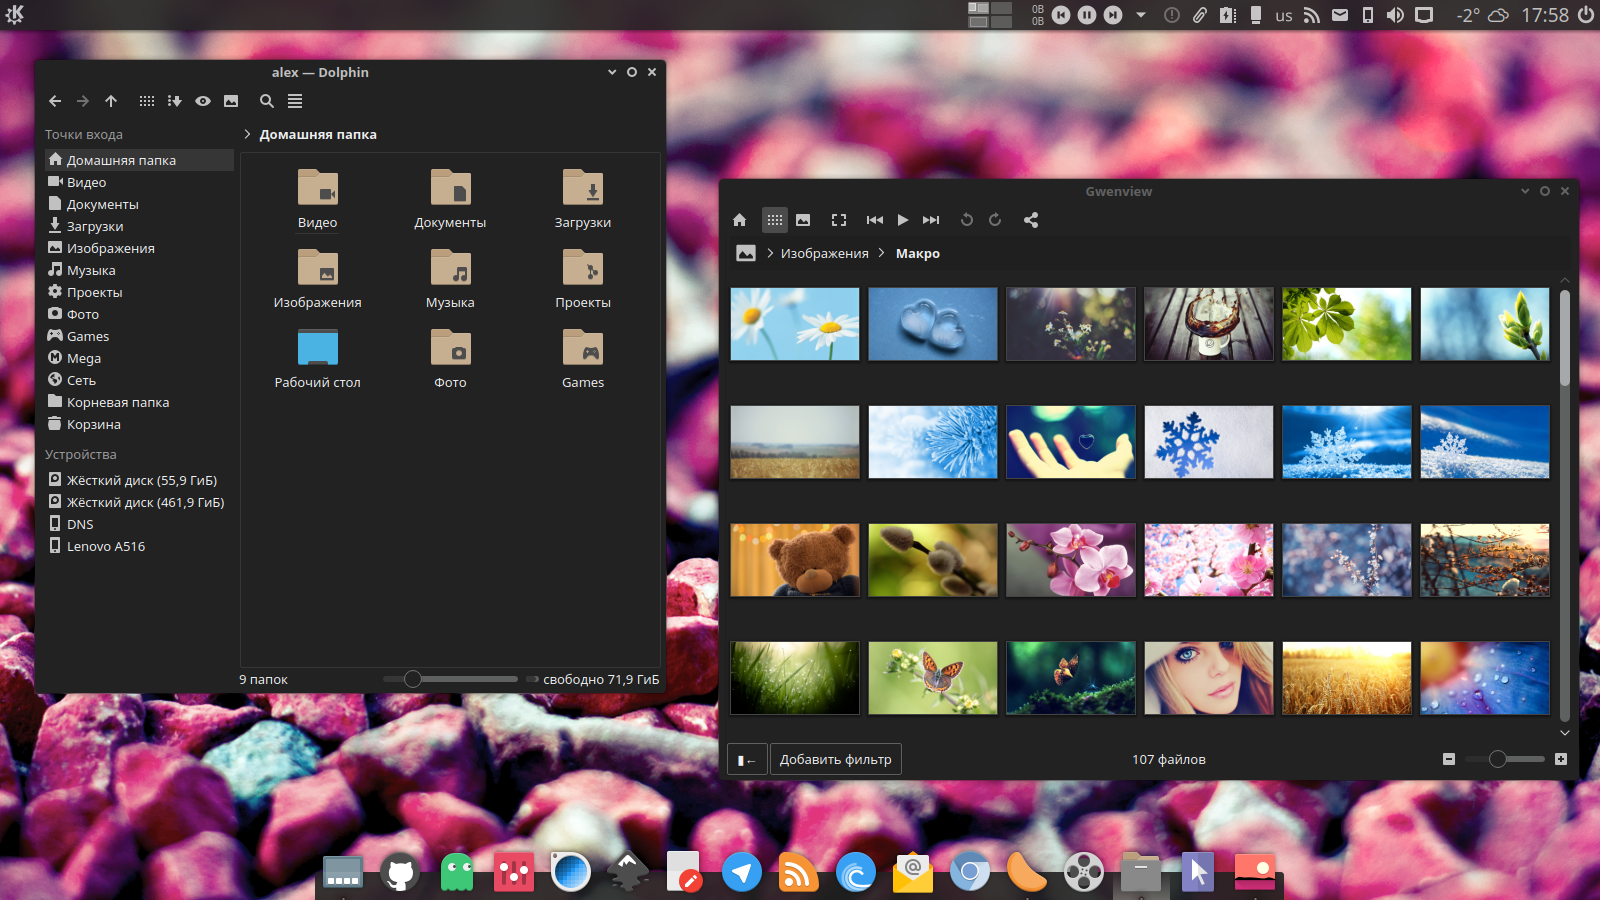 0B
0B
us
-2°
17:58
alex — Dolphin
Точки входа
Домашняя папка
Видео
Документы
Загрузки
Изображения
Музыка
Проекты
Фото
Games
Mega
Сеть
Корневая папка
Корзина
Устройства
Жёсткий диск (55,9 ГиБ)
Жёсткий диск (461,9 ГиБ)
DNS
Lenovo A516
Домашняя папка
Видео
Документы
Загрузки
Изображения
Музыка
Проекты
Рабочий стол
Фото
Games
9 папок
свободно 71,9 ГиБ
Gwenview
Изображения
Макро
Добавить фильтр
107 файлов